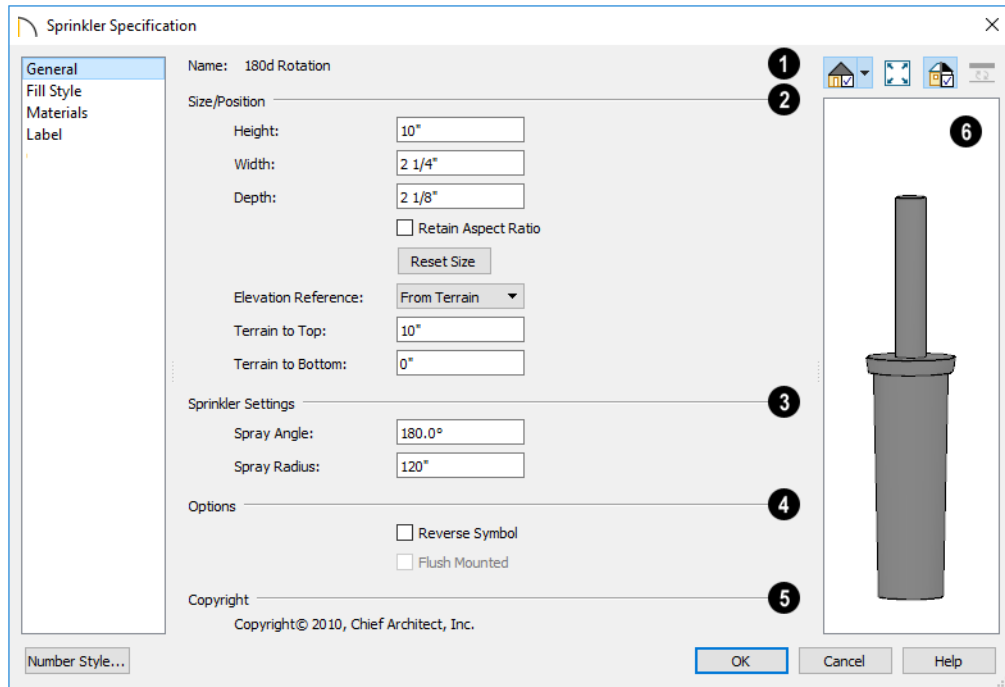 Sprinkler Specification
General
Fill Style
Materials
Label
Name: 180d Rotation
1
Size/Position
2
Height: 10"
Width: 2 1/4"
Depth: 2 1/8"
Retain Aspect Ratio
Reset Size
Elevation Reference: From Terrain
Terrain to Top: 10"
Terrain to Bottom: 0"
Sprinkler Settings
3
Spray Angle: 180.0°
Spray Radius: 120"
Options
4
Reverse Symbol
Flush Mounted
Copyright
5
Copyright© 2010, Chief Architect, Inc.
6
Number Style...
OK
Cancel
Help